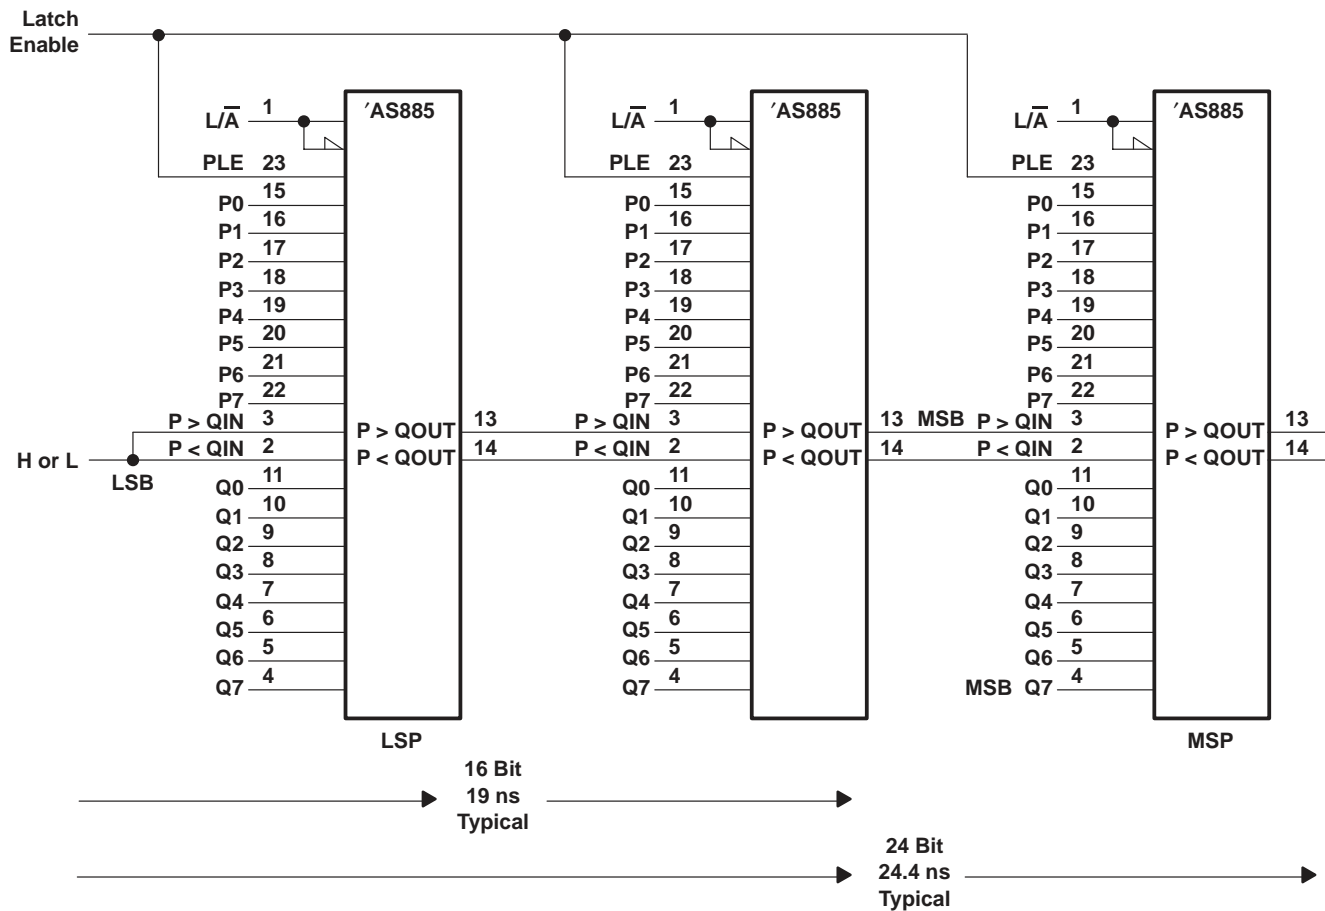 Latch
Enable
L/A̅ 1 ′AS885 L/A̅ 1 ′AS885 L/A̅ 1 ′AS885
PLE 23 PLE 23 PLE 23
P0 15 P0 15 P0 15
P1 16 P1 16 P1 16
P2 17 P2 17 P2 17
P3 18 P3 18 P3 18
P4 19 P4 19 P4 19
P5 20 P5 20 P5 20
P6 21 P6 21 P6 21
P7 22 P7 22 P7 22
P > QIN 3 P > QOUT 13 P > QIN 3 P > QOUT 13 MSB P > QIN 3 P > QOUT 13
H or L P < QIN 2 P < QOUT 14 P < QIN 2 P < QOUT 14 P < QIN 2 P < QOUT 14
LSB
Q0 11 Q0 11 Q0 11
Q1 10 Q1 10 Q1 10
Q2 9 Q2 9 Q2 9
Q3 8 Q3 8 Q3 8
Q4 7 Q4 7 Q4 7
Q5 6 Q5 6 Q5 6
Q6 5 Q6 5 Q6 5
Q7 4 Q7 4 MSB Q7 4
LSP MSP
16 Bit
19 ns
Typical
24 Bit
24.4 ns
Typical